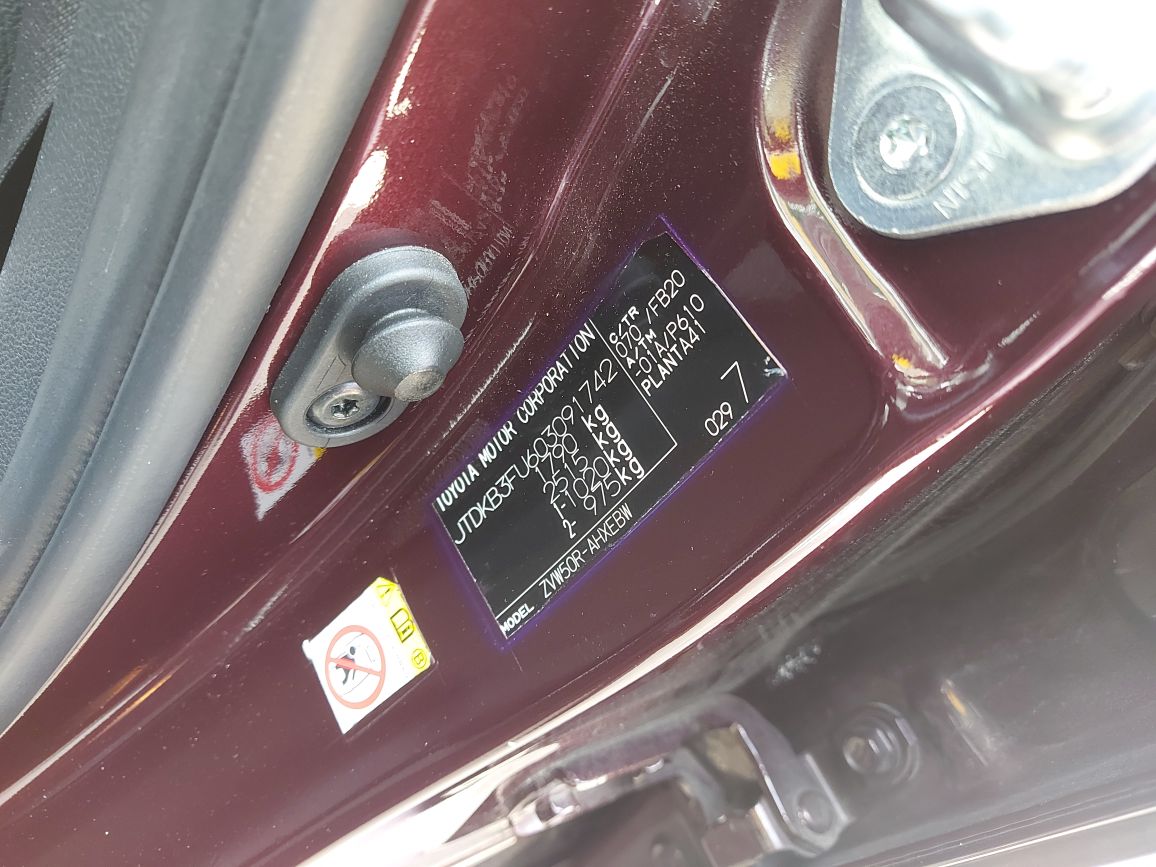 TOYOTA MOTOR CORPORATION
JTDKB3FU603091742
1790 kg
2515 kg
1-1020kg
2- 975kg
C/TR 070 /FB20
A/TM -01A/P610
PLANTA41
029 7
MODEL ZVW50R-AHXEBW
AISIN